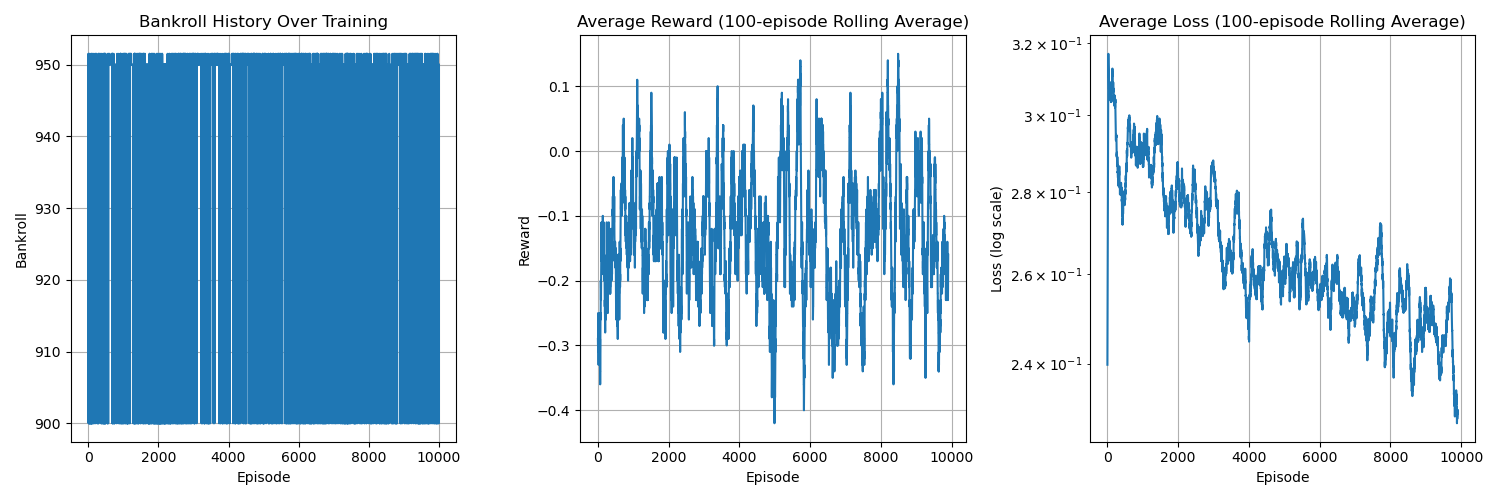 Bankroll History Over Training
950
940
930
920
910
900
Bankroll
0 2000 4000 6000 8000 10000
Episode
Average Reward (100-episode Rolling Average)
0.1
0.0
−0.1
−0.2
−0.3
−0.4
Reward
0 2000 4000 6000 8000 10000
Episode
Average Loss (100-episode Rolling Average)
3.2 × 10⁻¹
3 × 10⁻¹
2.8 × 10⁻¹
2.6 × 10⁻¹
2.4 × 10⁻¹
Loss (log scale)
0 2000 4000 6000 8000 10000
Episode